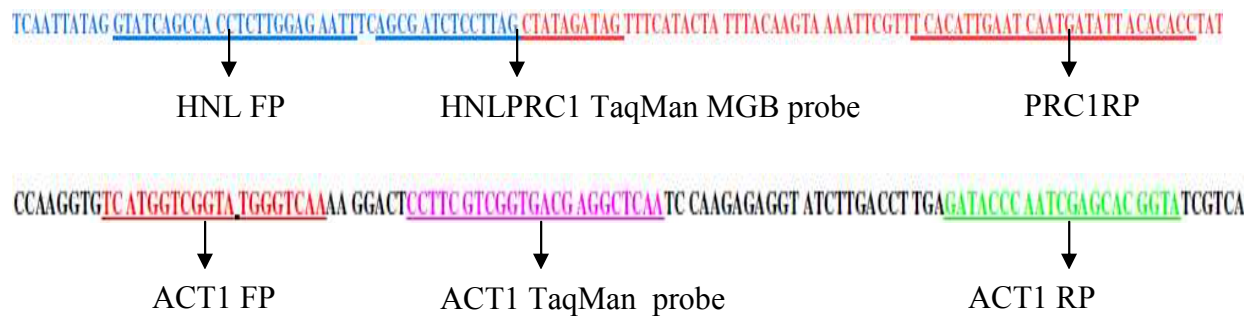 TCAATTATAG GTATCAGCCA CCTCTTGGAG AATTTCAGCG ATCTCCTTAG CTATAGATAG TTTCATACTA TTTACAAGTA AAATTCGTTT CACATTGAAT CAATGATATT ACACACCTAT
HNL FP HNLPRC1 TaqMan MGB probe PRC1RP
CCAAGGTGTC ATGGTCGGTA TGGGTCAAAA GGACTCCTTC GTCGGTGACG AGGCTCAATC CAAGAGAGGT ATCTTGACCT TGAGATACCC AATCGAGCAC GGTATCGTCA
ACT1 FP ACT1 TaqMan probe ACT1 RP